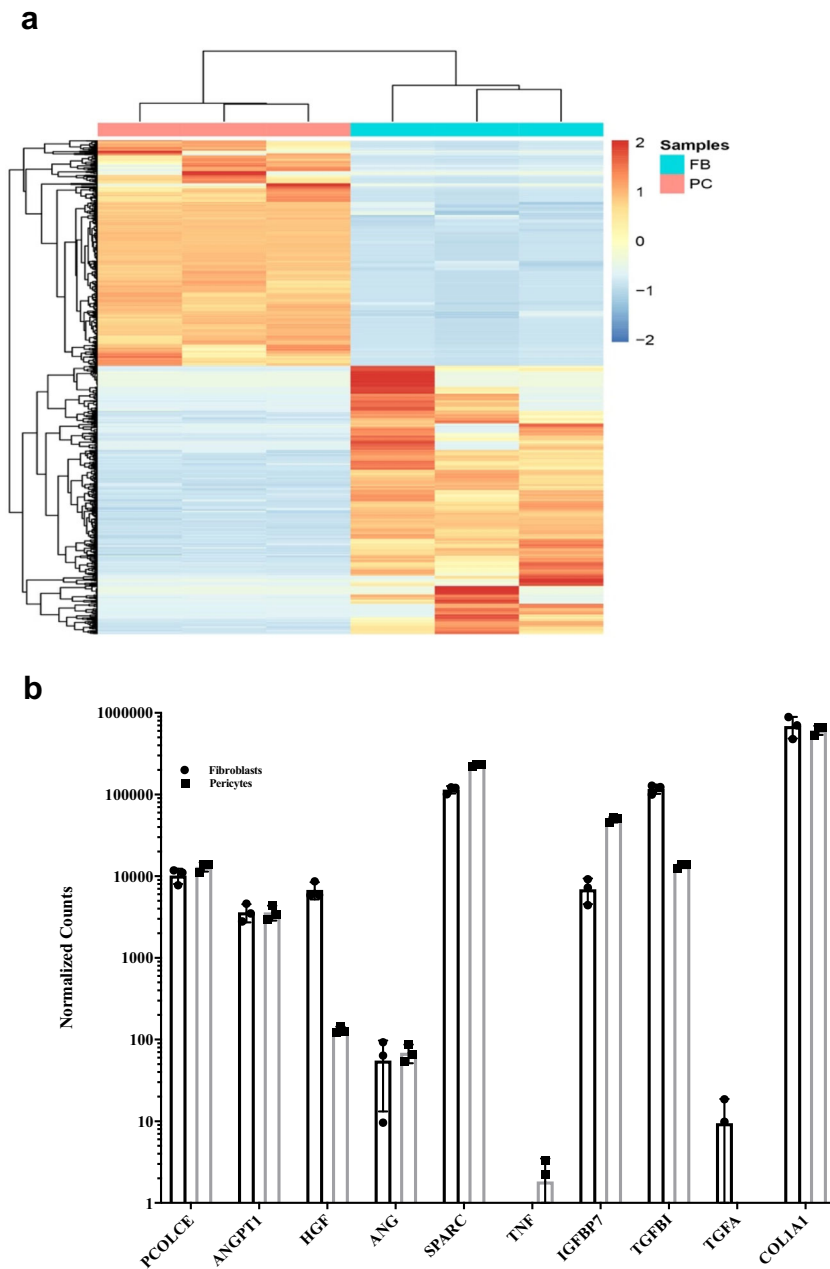 a
2
1
0
−1
−2
Samples
FB
PC
b
1000000
100000
10000
1000
100
10
1
Normalized Counts
Fibroblasts
Pericytes
PCOLCE
ANGPT1
HGF
ANG
SPARC
TNF
IGFBP7
TGFBI
TGFA
COL1A1